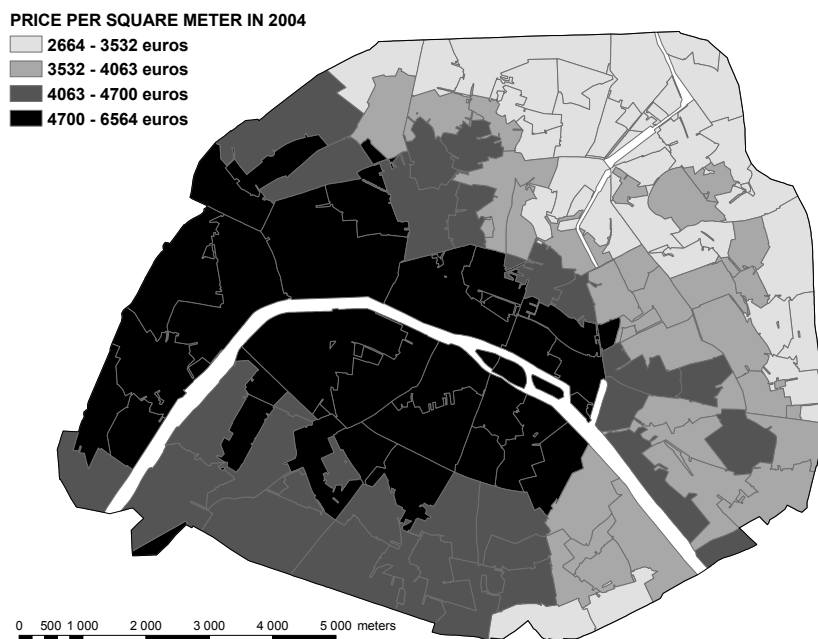 PRICE PER SQUARE METER IN 2004
2664 - 3532 euros
3532 - 4063 euros
4063 - 4700 euros
4700 - 6564 euros
0 500 1 000 2 000 3 000 4 000 5 000 meters